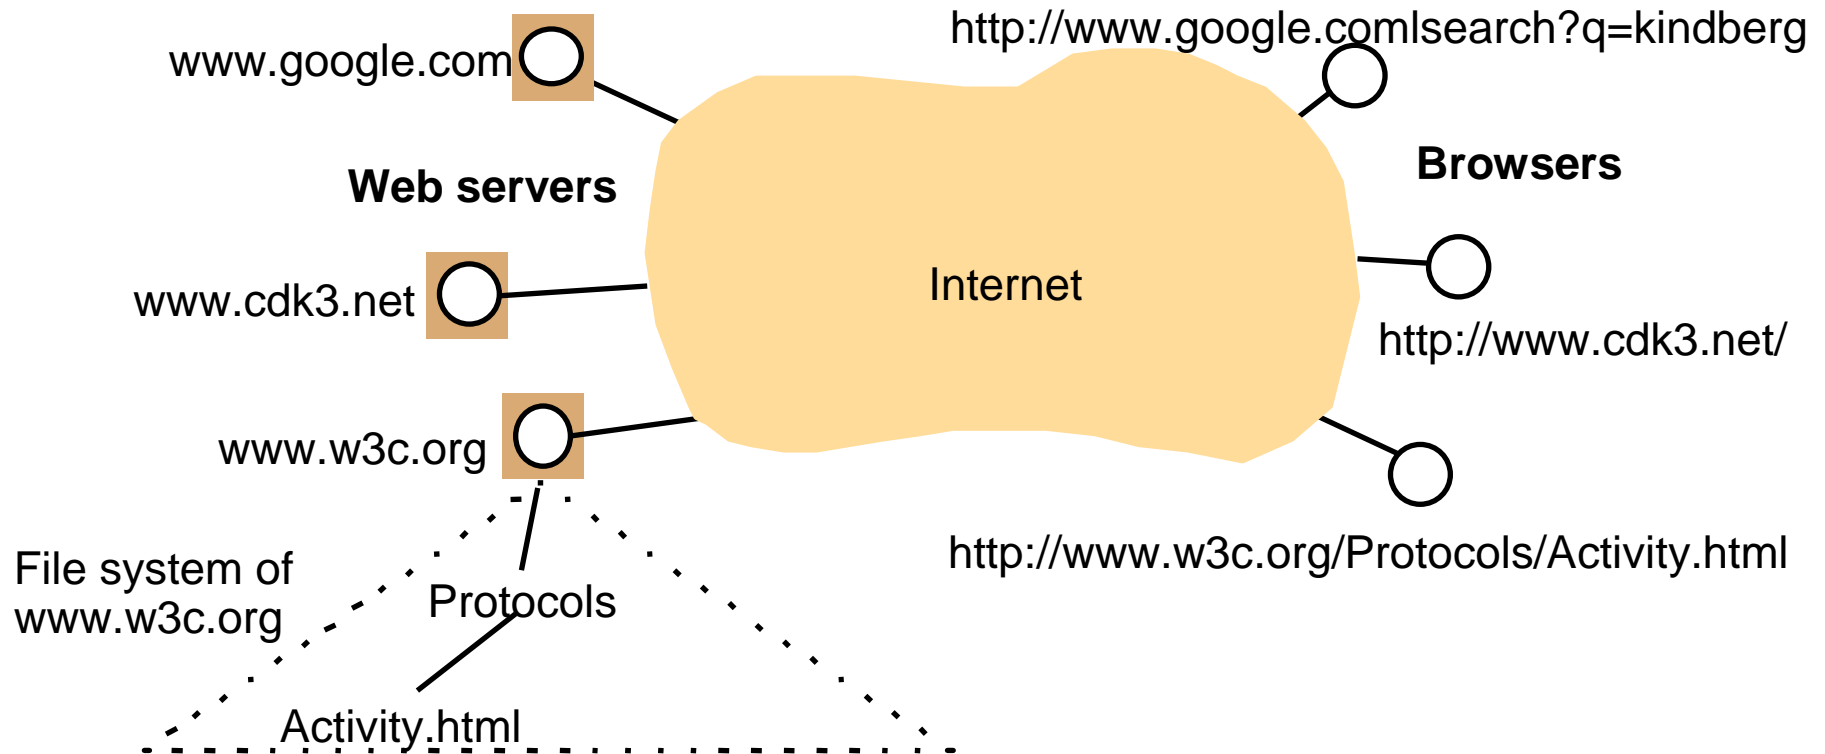 http://www.google.comlsearch?q=kindberg
www.google.com
Browsers
Web servers
Internet
www.cdk3.net
http://www.cdk3.net/
www.w3c.org
http://www.w3c.org/Protocols/Activity.html
File system of
www.w3c.org
Protocols
Activity.html